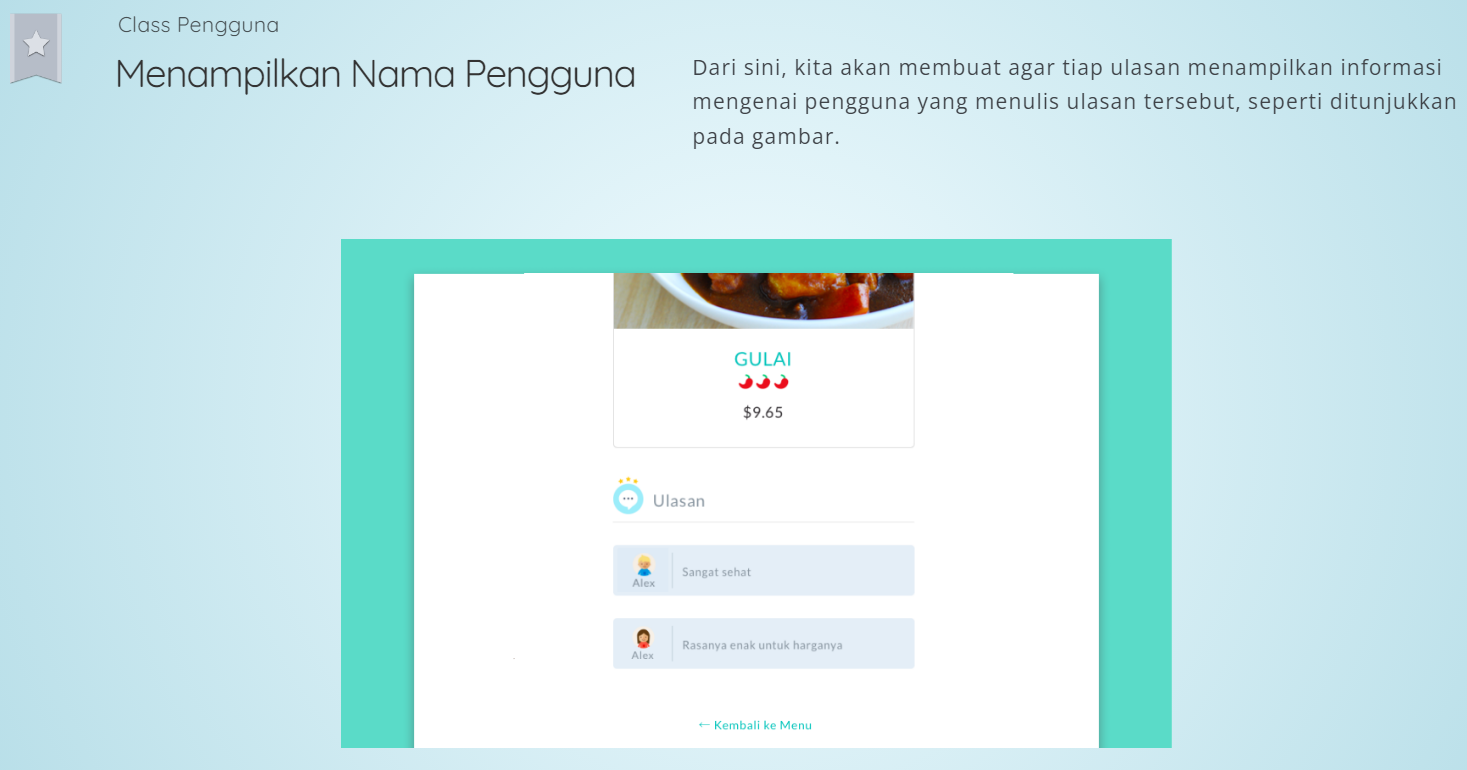 Class Pengguna
Menampilkan Nama Pengguna
Dari sini, kita akan membuat agar tiap ulasan menampilkan informasi
mengenai pengguna yang menulis ulasan tersebut, seperti ditunjukkan
pada gambar.
GULAI
$9.65
Ulasan
Alex
Sangat sehat
Alex
Rasanya enak untuk harganya
← Kembali ke Menu